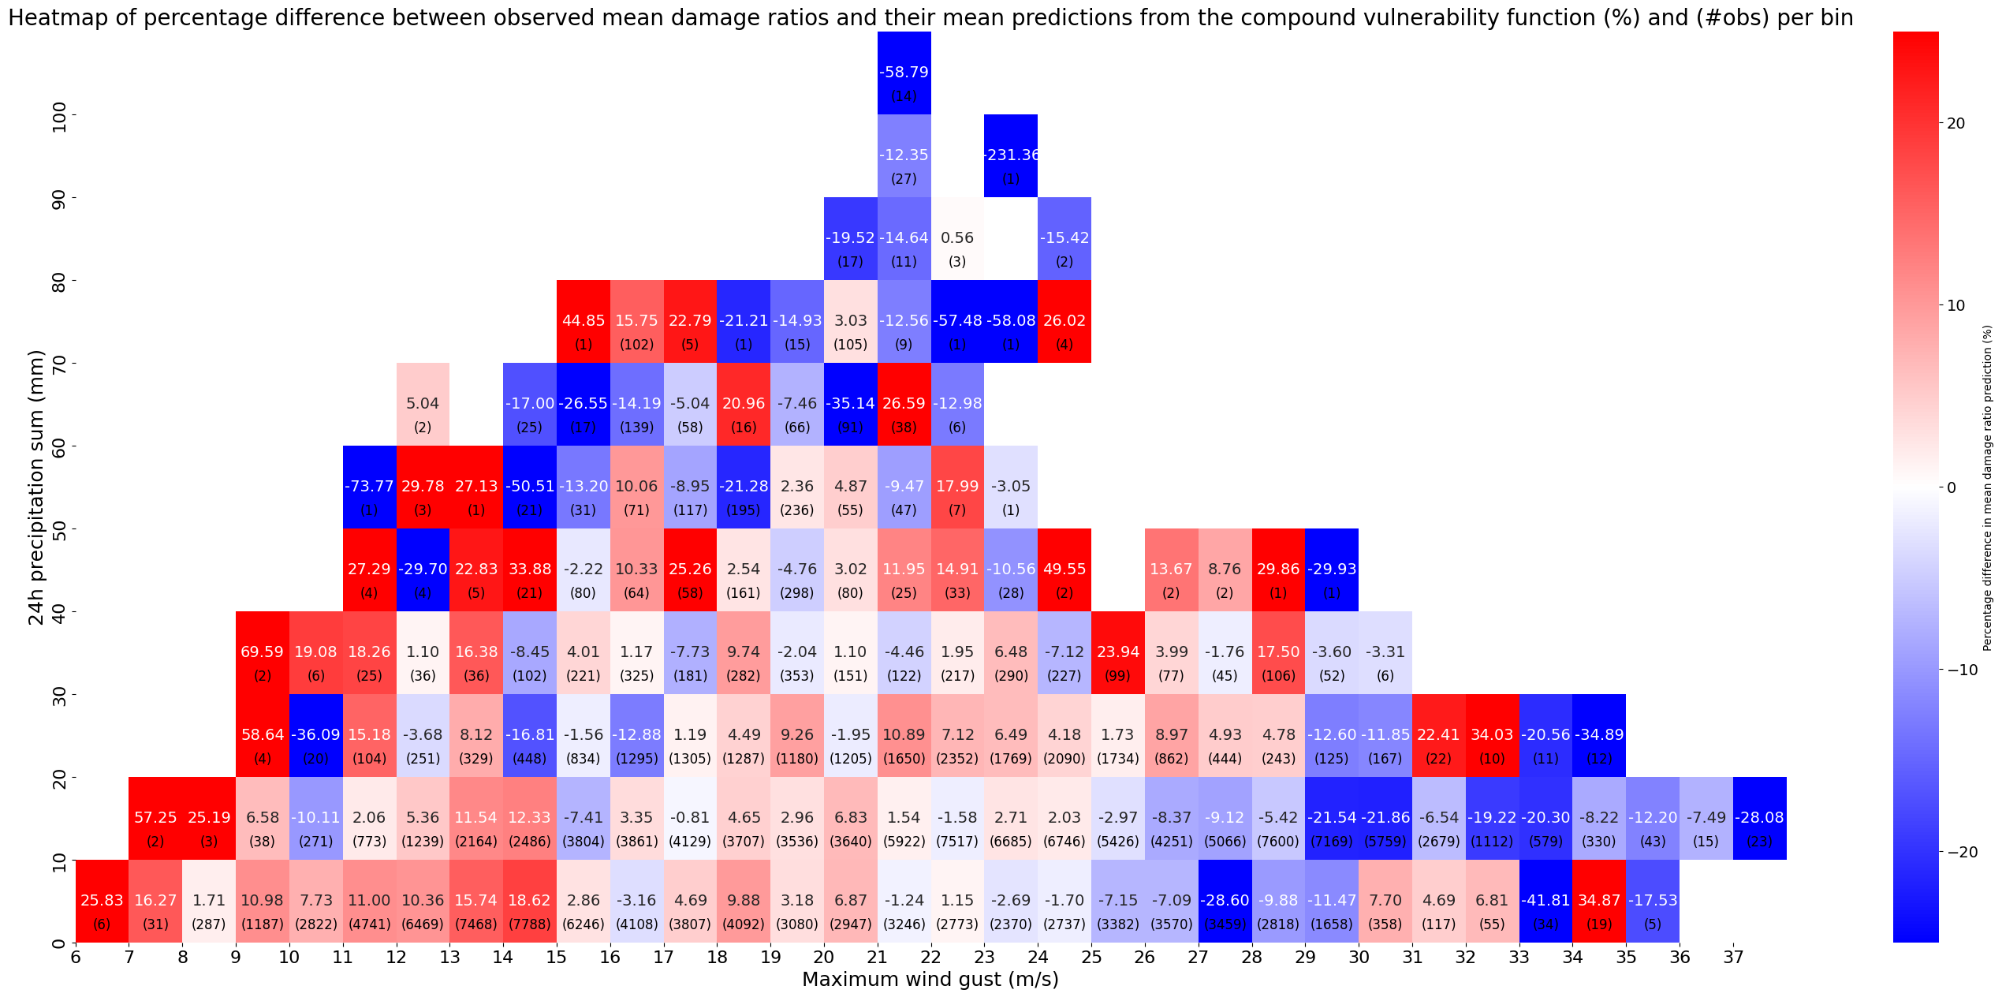 Heatmap of percentage difference between observed mean damage ratios and their mean predictions from the compound vulnerability function (%) and (#obs) per bin
-58.79
(14)
100
-12.35 -231.36
(27) (1)
20
90
-19.52 -14.64 0.56 -15.42
(17) (11) (3) (2)
80
44.85 15.75 22.79 -21.21 -14.93 3.03 -12.56 -57.48 -58.08 26.02
(1) (102) (5) (1) (15) (105) (9) (1) (1) (4)
10
70
5.04 -17.00 -26.55 -14.19 -5.04 20.96 -7.46 -35.14 26.59 -12.98
(2) (25) (17) (139) (58) (16) (66) (91) (38) (6)
60
-73.77 29.78 27.13 -50.51 -13.20 10.06 -8.95 -21.28 2.36 4.87 -9.47 17.99 -3.05
(1) (3) (1) (21) (31) (71) (117) (195) (236) (55) (47) (7) (1)
0
50
27.29 -29.70 22.83 33.88 -2.22 10.33 25.26 2.54 -4.76 3.02 11.95 14.91 -10.56 49.55 13.67 8.76 29.86 -29.93
(4) (4) (5) (21) (80) (64) (58) (161) (298) (80) (25) (33) (28) (2) (2) (2) (1) (1)
40
69.59 19.08 18.26 1.10 16.38 -8.45 4.01 1.17 -7.73 9.74 -2.04 1.10 -4.46 1.95 6.48 -7.12 23.94 3.99 -1.76 17.50 -3.60 -3.31
(2) (6) (25) (36) (36) (102) (221) (325) (181) (282) (353) (151) (122) (217) (290) (227) (99) (77) (45) (106) (52) (6)
−10
30
58.64 -36.09 15.18 -3.68 8.12 -16.81 -1.56 -12.88 1.19 4.49 9.26 -1.95 10.89 7.12 6.49 4.18 1.73 8.97 4.93 4.78 -12.60 -11.85 22.41 34.03 -20.56 -34.89
(4) (20) (104) (251) (329) (448) (834) (1295) (1305) (1287) (1180) (1205) (1650) (2352) (1769) (2090) (1734) (862) (444) (243) (125) (167) (22) (10) (11) (12)
20
57.25 25.19 6.58 -10.11 2.06 5.36 11.54 12.33 -7.41 3.35 -0.81 4.65 2.96 6.83 1.54 -1.58 2.71 2.03 -2.97 -8.37 -9.12 -5.42 -21.54 -21.86 -6.54 -19.22 -20.30 -8.22 -12.20 -7.49 -28.08
(2) (3) (38) (271) (773) (1239) (2164) (2486) (3804) (3861) (4129) (3707) (3536) (3640) (5922) (7517) (6685) (6746) (5426) (4251) (5066) (7600) (7169) (5759) (2679) (1112) (579) (330) (43) (15) (23)
−20
10
25.83 16.27 1.71 10.98 7.73 11.00 10.36 15.74 18.62 2.86 -3.16 4.69 9.88 3.18 6.87 -1.24 1.15 -2.69 -1.70 -7.15 -7.09 -28.60 -9.88 -11.47 7.70 4.69 6.81 -41.81 34.87 -17.53
(6) (31) (287) (1187) (2822) (4741) (6469) (7468) (7788) (6246) (4108) (3807) (4092) (3080) (2947) (3246) (2773) (2370) (2737) (3382) (3570) (3459) (2818) (1658) (358) (117) (55) (34) (19) (5)
0
24h precipitation sum (mm)
6 7 8 9 10 11 12 13 14 15 16 17 18 19 20 21 22 23 24 25 26 27 28 29 30 31 32 33 34 35 36 37
Maximum wind gust (m/s)
Percentage difference in mean damage ratio prediction (%)